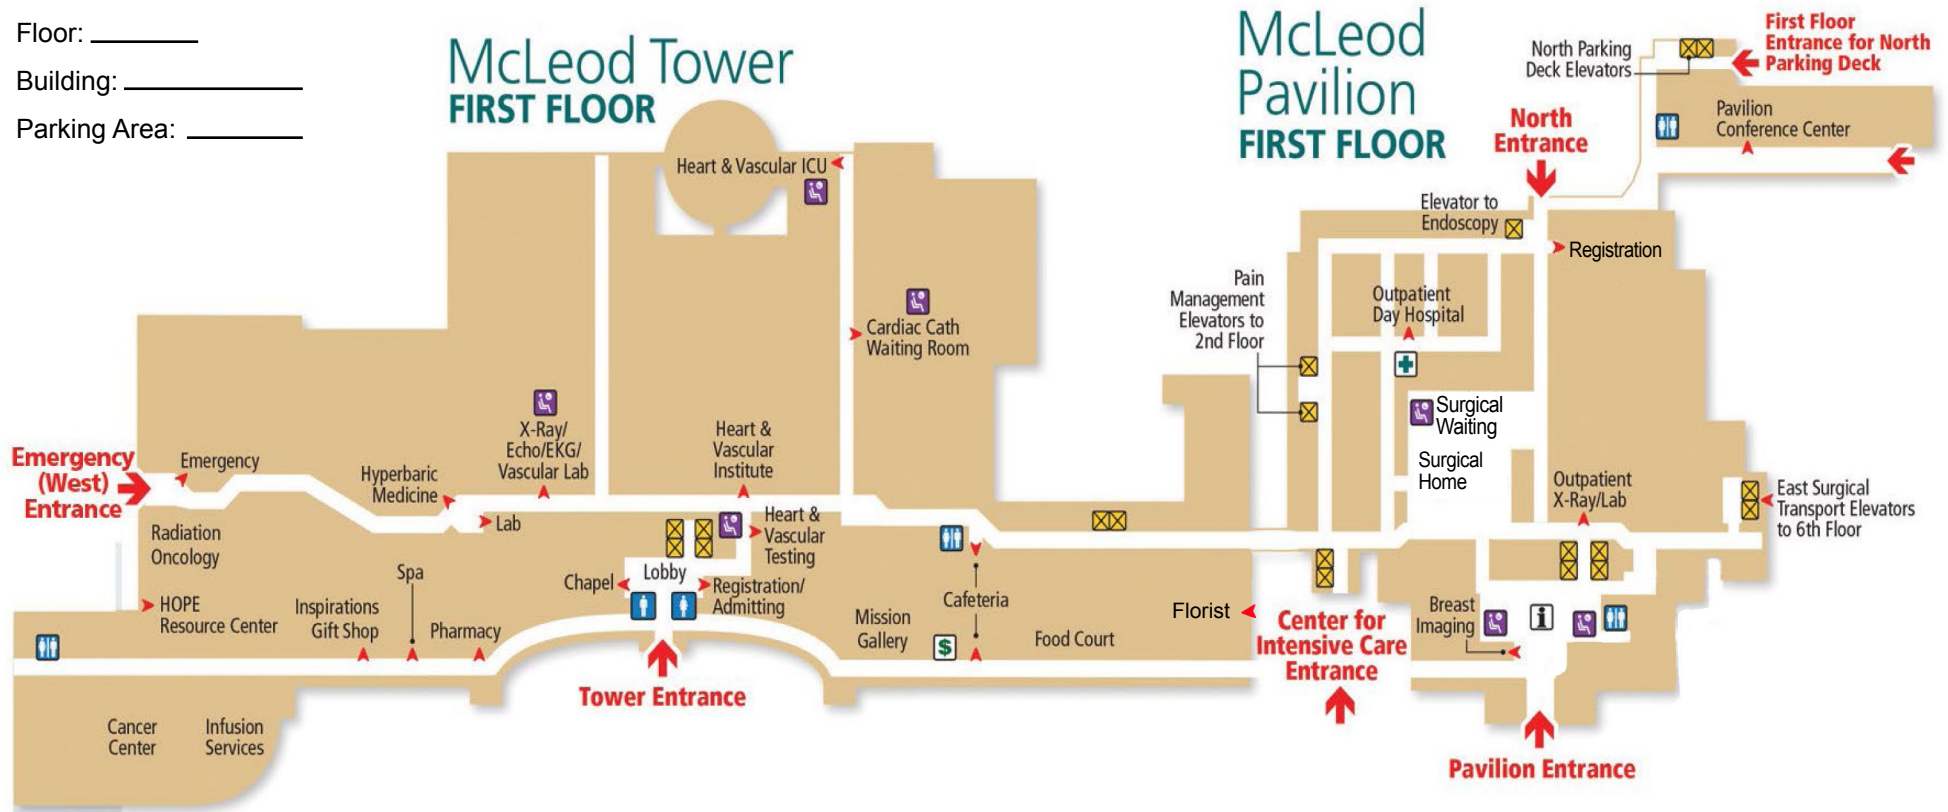 Floor:
Building:
Parking Area:
McLeod Tower
FIRST FLOOR
McLeod
Pavilion
FIRST FLOOR
First Floor
Entrance for North
Parking Deck
North Parking
Deck Elevators
Pavilion
Conference Center
North
Entrance
Elevator to
Endoscopy
Registration
Heart & Vascular ICU
Pain
Management
Elevators to
2nd Floor
Outpatient
Day Hospital
Cardiac Cath
Waiting Room
Surgical
Waiting
Surgical
Home
X-Ray/
Echo/EKG/
Vascular Lab
Heart &
Vascular
Institute
Emergency
(West)
Entrance
Emergency
Hyperbaric
Medicine
Lab
Heart &
Vascular
Testing
Outpatient
X-Ray/Lab
East Surgical
Transport Elevators
to 6th Floor
Radiation
Oncology
Spa
Chapel
Lobby
Registration/
Admitting
Cafeteria
HOPE
Resource Center
Inspirations
Gift Shop
Pharmacy
Mission
Gallery
$
Food Court
Florist
Center for
Intensive Care
Entrance
Breast
Imaging
i
Tower Entrance
Cancer
Center
Infusion
Services
Pavilion Entrance